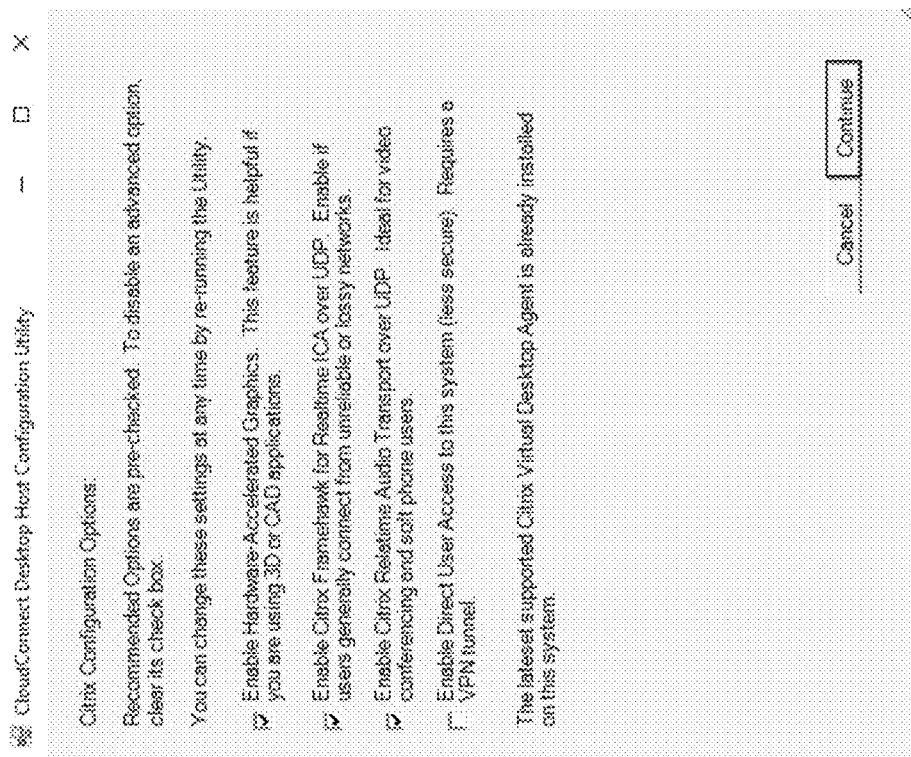 CloudConnect Desktop Host Configuration Utility
Citrix Configuration Options:
Recommended Options are pre-checked. To disable an advanced option,
clear its check box.
You can change these settings at any time by re-running the Utility.
Enable Hardware-Accelerated Graphics. This feature is helpful if
you are using 3D or CAD applications.
Enable Citrix Framehawk for Realtime ICA over UDP. Enable if
users generally connect from unreliable or lossy networks.
Enable Citrix Relatime Audio Transport over UDP. Ideal for video
conferencing and soft phone users.
Enable Direct User Access to this system (less secure). Requires a
VPN tunnel.
The lateset supported Citrix Virtual Desktop Agent is already installed
on this system.
Cancel Continue